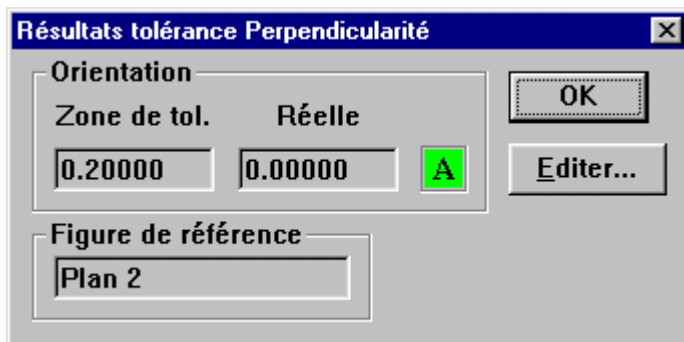 Résultats tolérance Perpendicularité
Orientation
Zone de tol. Réelle
0.20000 0.00000 A
OK
Editer...
Figure de référence
Plan 2